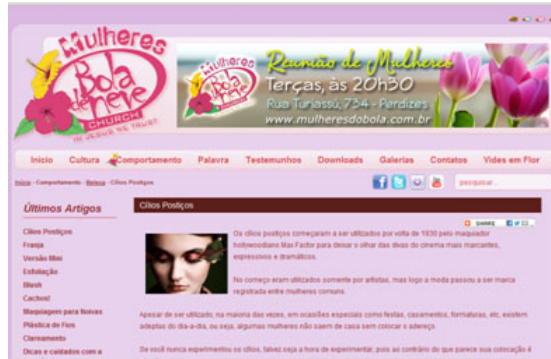 Mulheres
Bola
de neve
CHURCH
IN JESUS WE TRUST
Reunião de Mulheres
Terças, às 20h30
Rua Turiassú, 734 - Perdizes
www.mulheresdobola.com.br
Início Cultura Comportamento Palavra Testemunhos Downloads Galerias Contatos Vides em Flor
Início - Comportamento - Beleza - Cílios Postiços
pesquisar...
Últimos Artigos
Cílios Postiços
SHARE
Cílios Postiços
Franja
Versão Mini
Esfoliação
Blush
Cachos!
Maquiagem para Noivas
Plástica de Fios
Clareamento
Dicas e cuidados com a
Os cílios postiços começaram a ser utilizados por volta de 1930 pelo maquiador
hollywoodiano Max Factor para deixar o olhar das divas do cinema mais marcantes,
expressivos e dramáticos.
No começo eram utilizados somente por artistas, mas logo a moda passou a ser marca
registrada entre mulheres comuns.
Apesar de ser utilizado, na maioria das vezes, em ocasiões especiais como festas, casamentos, formaturas, etc, existem
adeptas do dia-a-dia, ou seja, algumas mulheres não saem de casa sem colocar o adereço.
Se você nunca experimentou os cílios, talvez seja a hora de experimentar, pois ao contrário do que parece sua colocação é